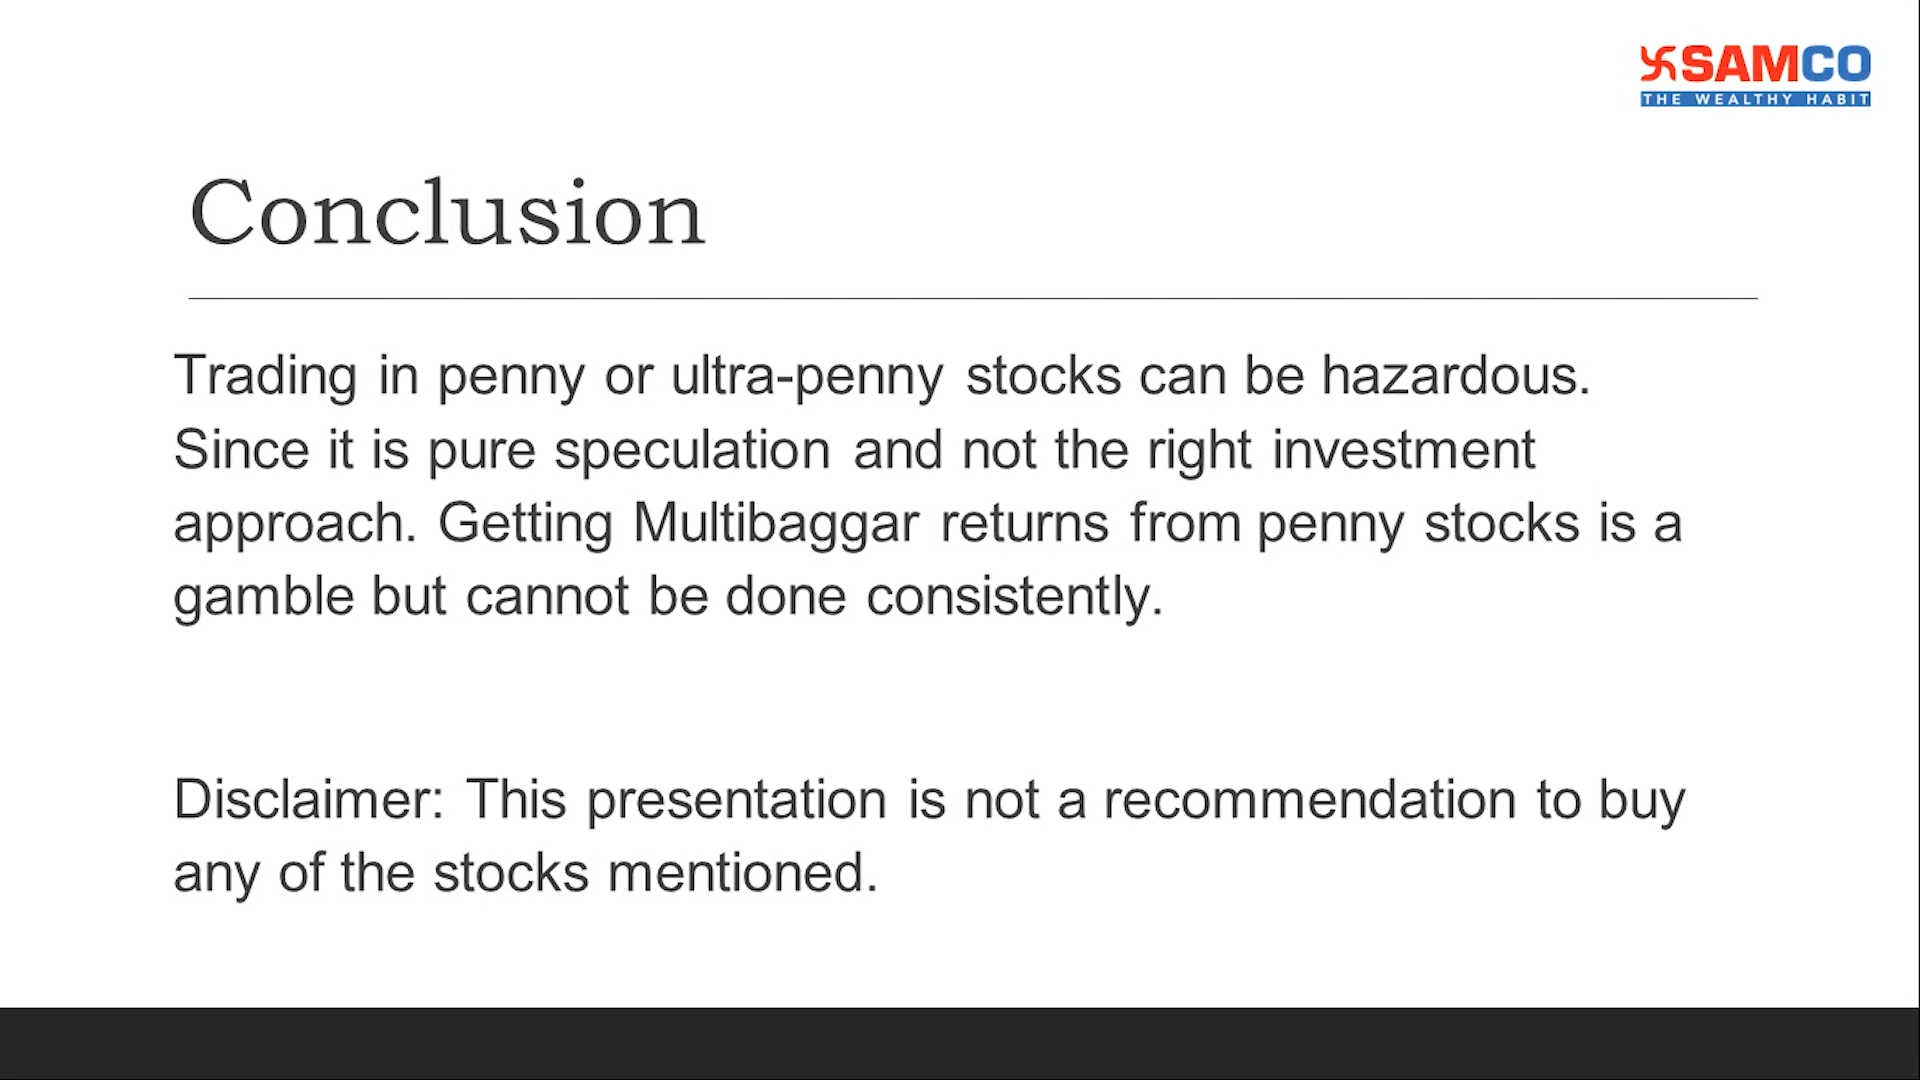 SAMCO
THE WEALTHY HABIT
Conclusion
Trading in penny or ultra-penny stocks can be hazardous.
Since it is pure speculation and not the right investment
approach. Getting Multibaggar returns from penny stocks is a
gamble but cannot be done consistently.
Disclaimer: This presentation is not a recommendation to buy
any of the stocks mentioned.